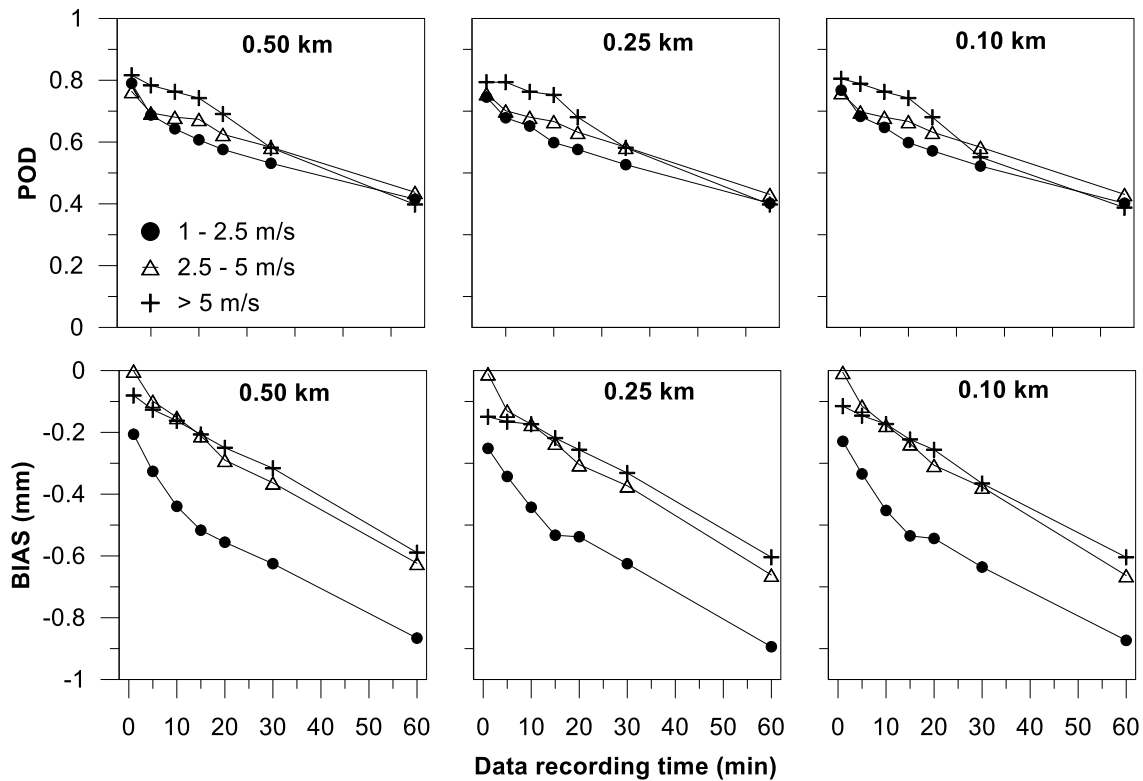 1
0.8
0.6
0.4
0.2
0
POD
0.50 km
0.25 km
0.10 km
1 - 2.5 m/s
2.5 - 5 m/s
> 5 m/s
0
-0.2
-0.4
-0.6
-0.8
-1
BIAS (mm)
0.50 km
0.25 km
0.10 km
0 10 20 30 40 50 60
0 10 20 30 40 50 60
0 10 20 30 40 50 60
Data recording time (min)